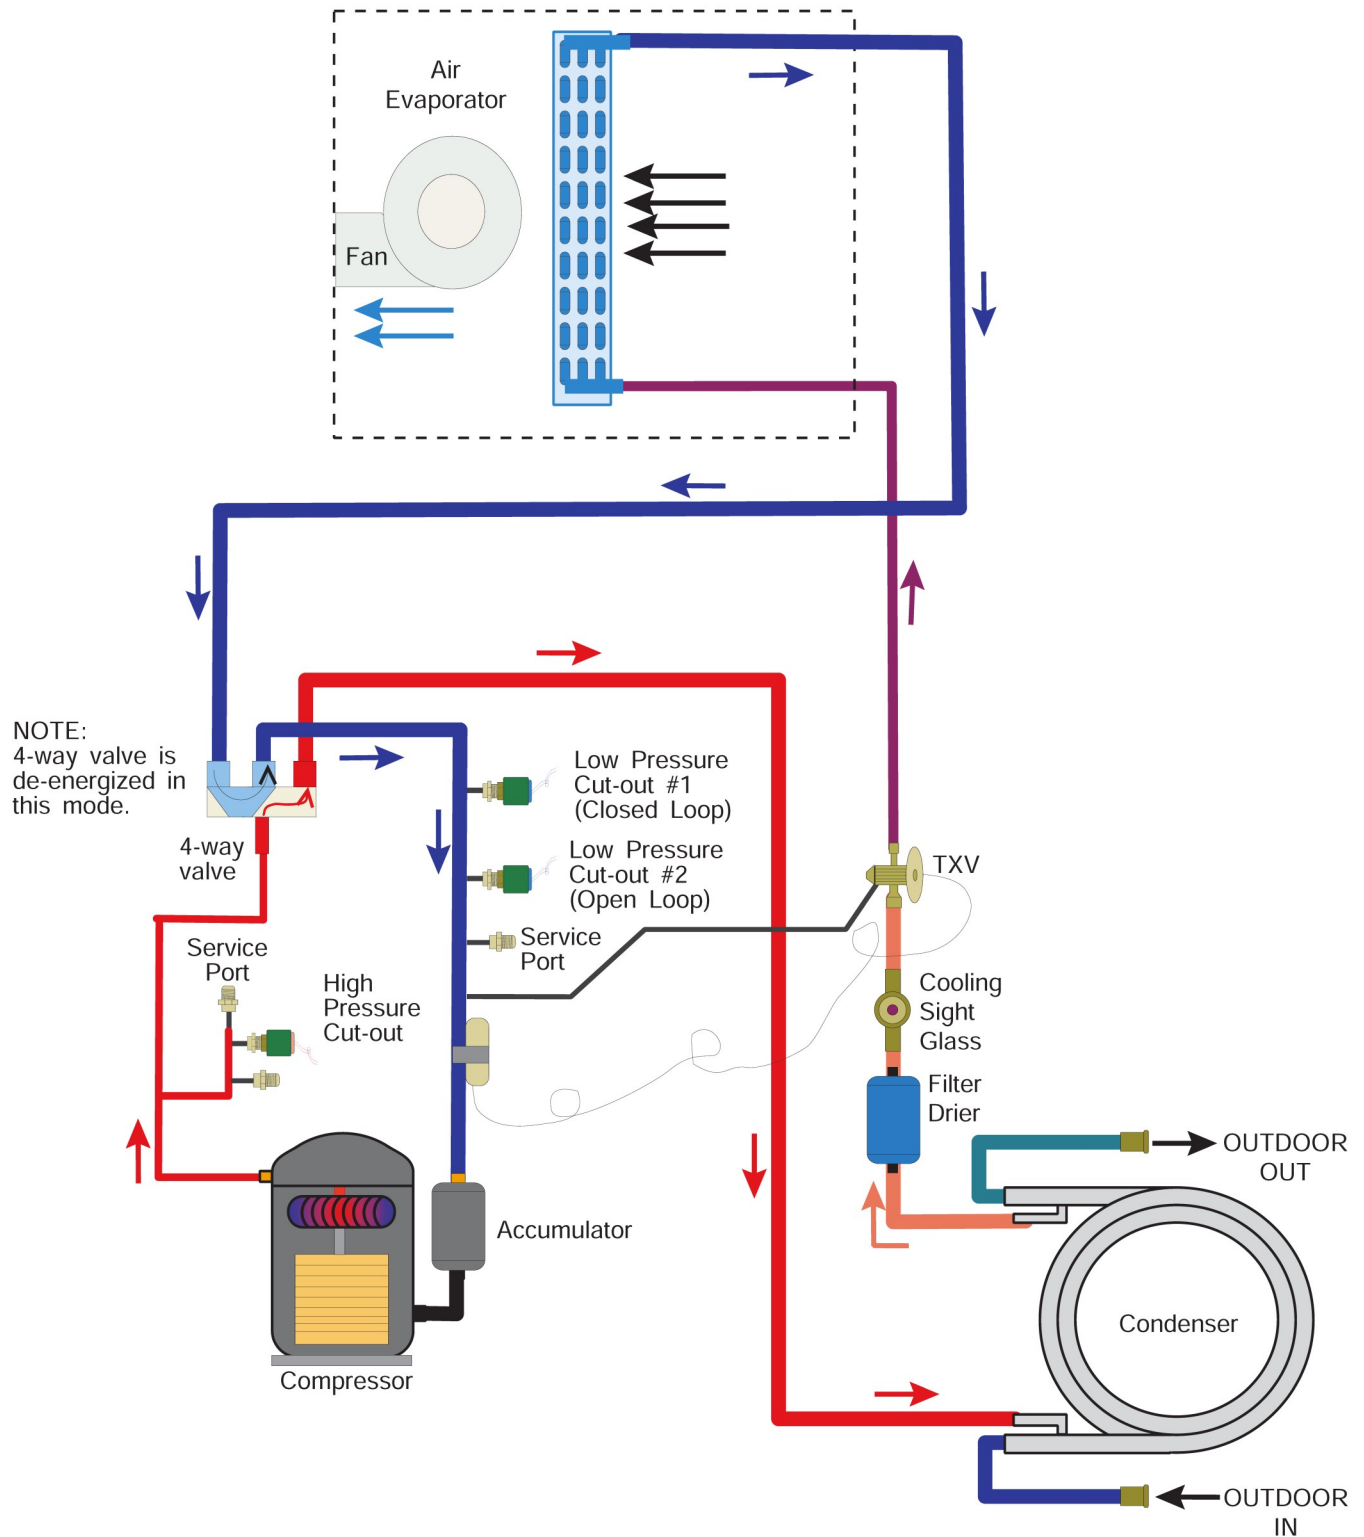 Air
Evaporator
Fan
NOTE:
4-way valve is
de-energized in
this mode.
4-way
valve
Low Pressure
Cut-out #1
(Closed Loop)
Low Pressure
Cut-out #2
(Open Loop)
TXV
Service
Port
Service
Port
High
Pressure
Cut-out
Cooling
Sight
Glass
Filter
Drier
OUTDOOR
OUT
Accumulator
Condenser
Compressor
OUTDOOR
IN